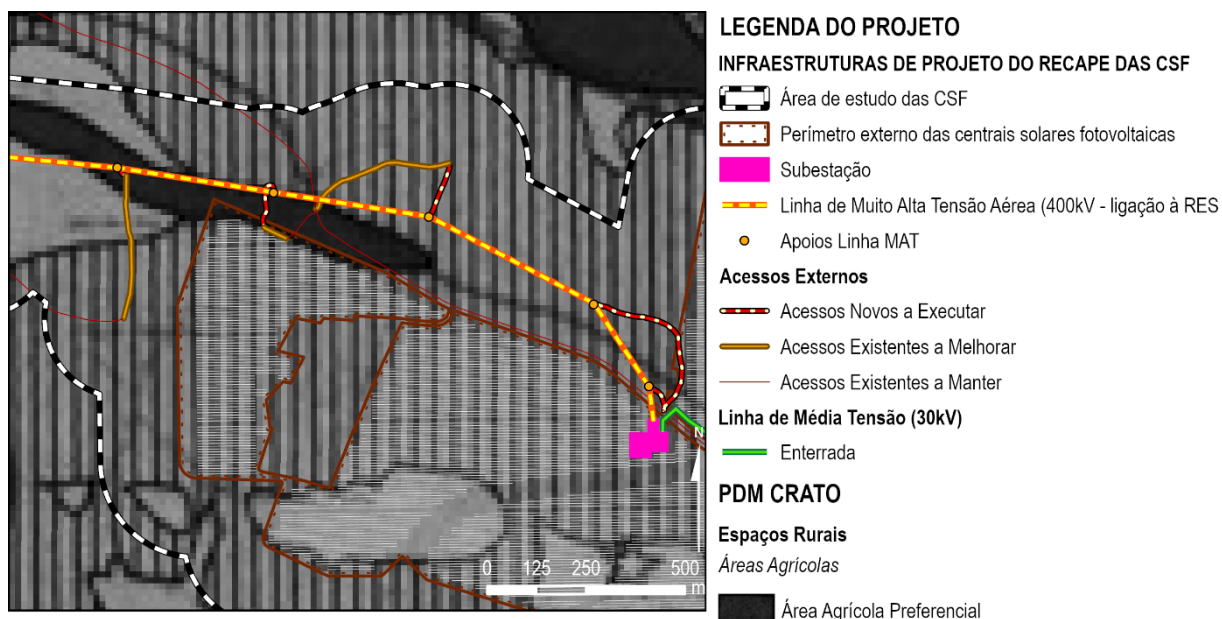 LEGENDA DO PROJETO
INFRAESTRUTURAS DE PROJETO DO RECAPE DAS CSF
Área de estudo das CSF
Perímetro externo das centrais solares fotovoltaicas
Subestação
Linha de Muito Alta Tensão Aérea (400kV - ligação à RES
Apoios Linha MAT
Acessos Externos
Acessos Novos a Executar
Acessos Existentes a Melhorar
Acessos Existentes a Manter
Linha de Média Tensão (30kV)
Enterrada
PDM CRATO
Espaços Rurais
Áreas Agrícolas
Área Agrícola Preferencial
N
0 125 250 500
m